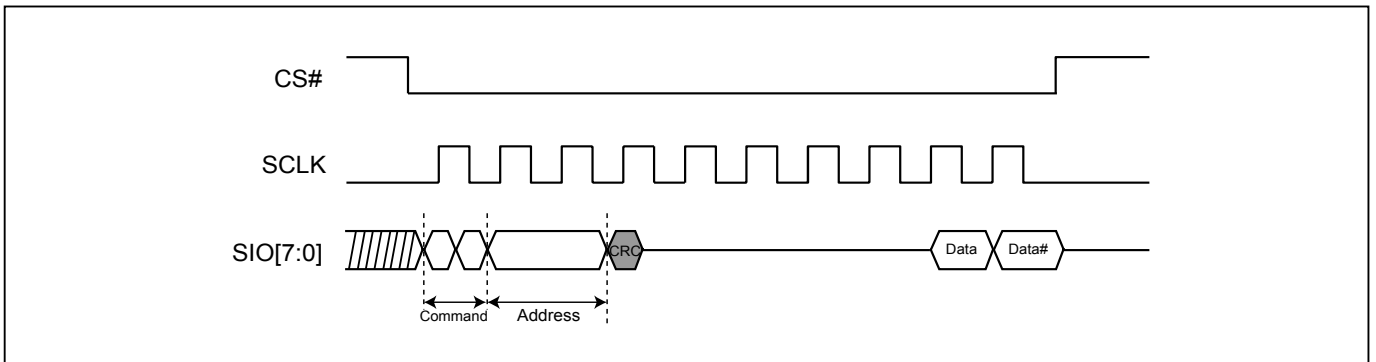 CS#
SCLK
SIO[7:0]
CRC
Data
Data#
Command
Address